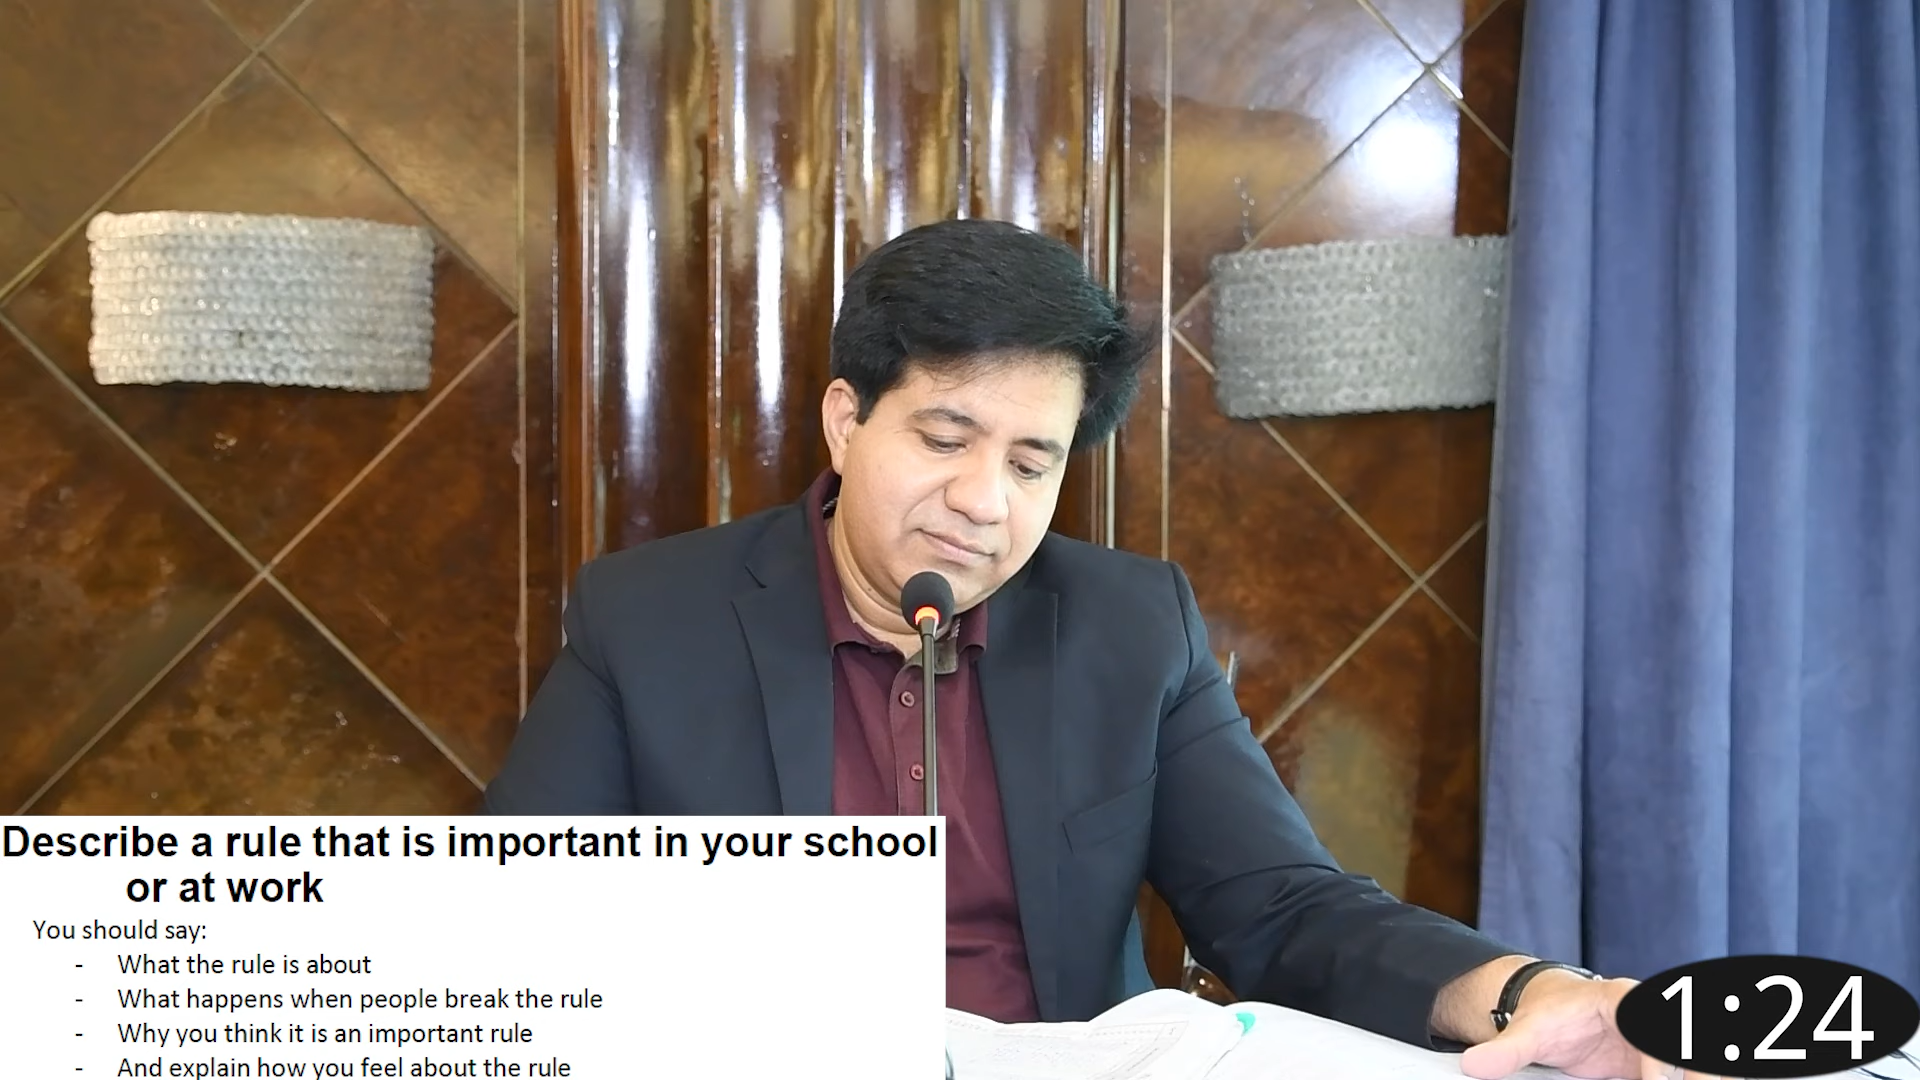 Describe a rule that is important in your school
or at work
You should say:
- What the rule is about
- What happens when people break the rule
- Why you think it is an important rule
- And explain how you feel about the rule
1:24